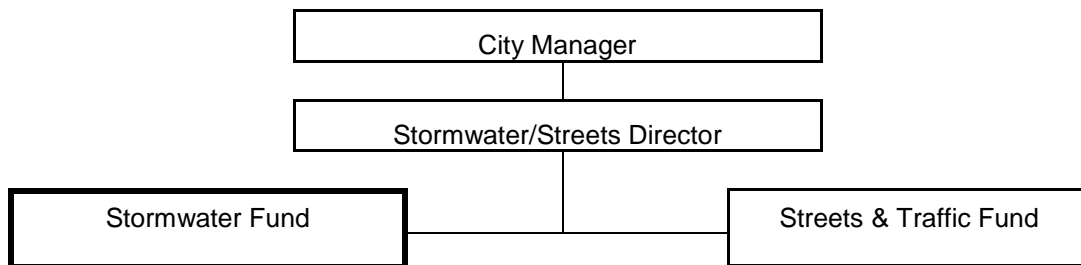 City Manager
Stormwater/Streets Director
Stormwater Fund
Streets & Traffic Fund